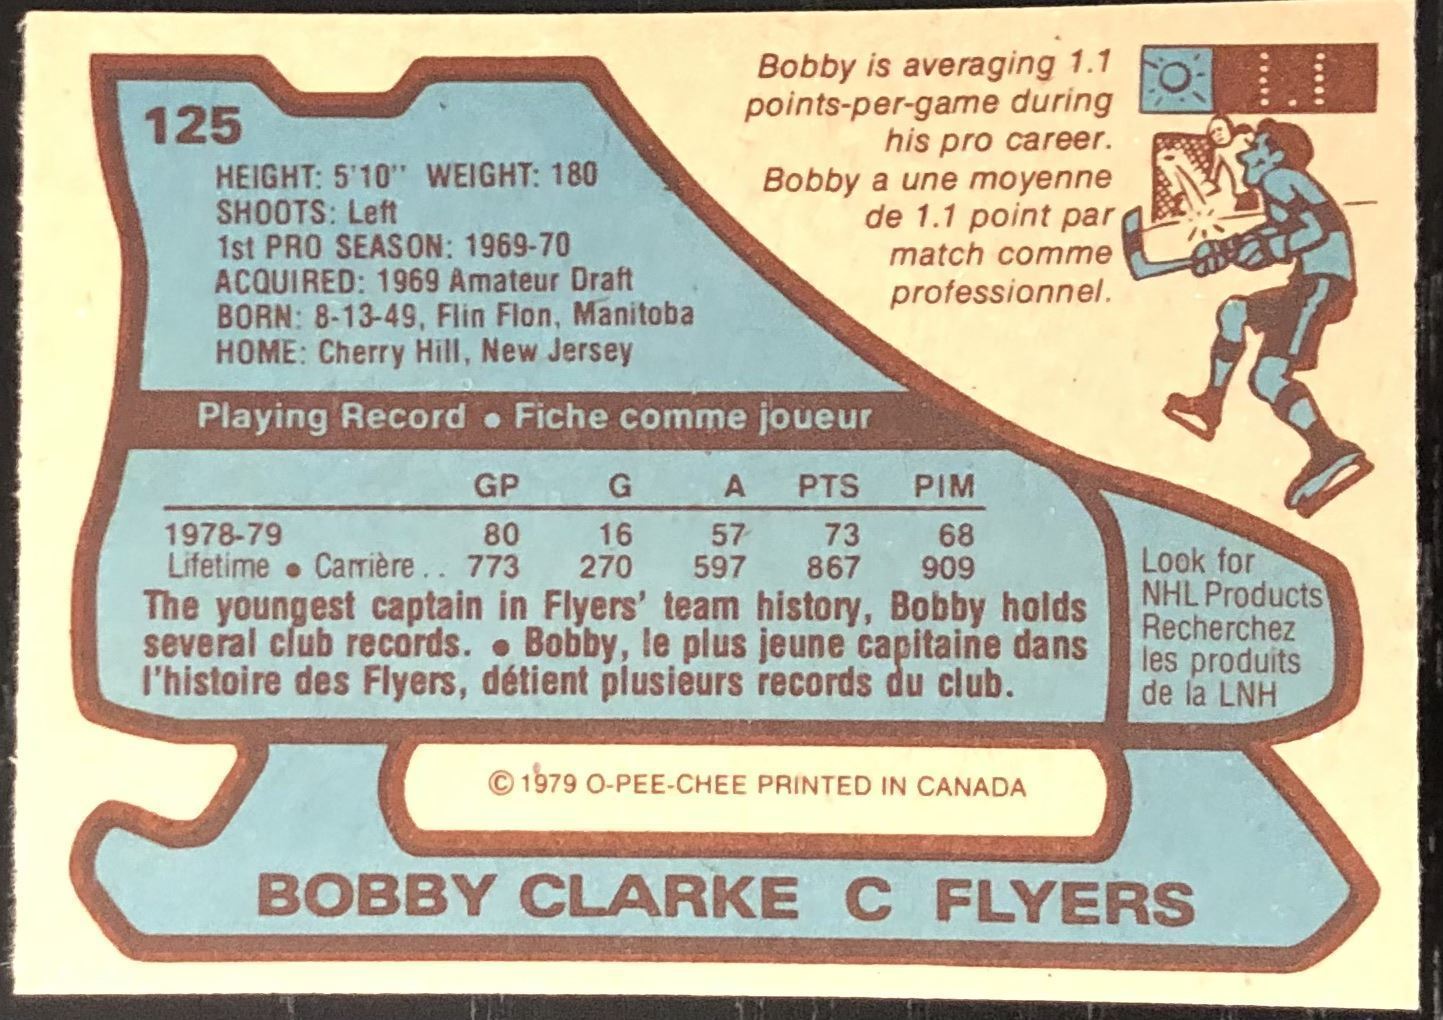 125
HEIGHT: 5'10" WEIGHT: 180
SHOOTS: Left
1st PRO SEASON: 1969-70
ACQUIRED: 1969 Amateur Draft
BORN: 8-13-49, Flin Flon, Manitoba
HOME: Cherry Hill, New Jersey
Bobby is averaging 1.1
points-per-game during
his pro career.
Bobby a une moyenne
de 1.1 point par
match comme
professionnel.
1.1
Playing Record • Fiche comme joueur
GP G A PTS PIM
1978-79 80 16 57 73 68
Lifetime • Carrière .. 773 270 597 867 909
The youngest captain in Flyers' team history, Bobby holds
several club records. • Bobby, le plus jeune capitaine dans
l'histoire des Flyers, détient plusieurs records du club.
Look for
NHL Products
Recherchez
les produits
de la LNH
© 1979 O-PEE-CHEE PRINTED IN CANADA
BOBBY CLARKE C FLYERS